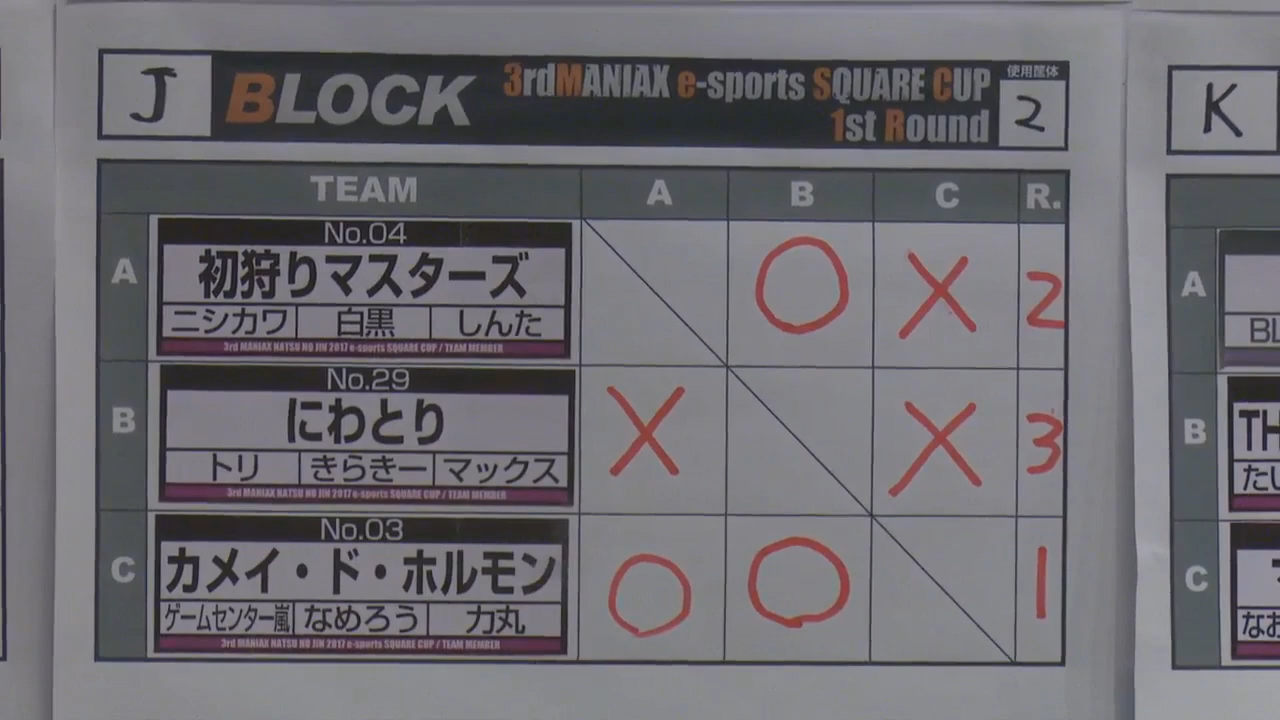 J BLOCK 3rdMANIAX e-sports SQUARE CUP 使用筐体
1st Round 2
TEAM A B C R.
No.04
A 初狩りマスターズ ○ × 2
ニシカワ 白黒 しんた
3rd MANIAX NATSU NO JIN 2017 e-sports SQUARE CUP / TEAM MEMBER
No.29
B にわとり × × 3
トリ きらきー マックス
3rd MANIAX NATSU NO JIN 2017 e-sports SQUARE CUP / TEAM MEMBER
No.03
C カメイ・ド・ホルモン ○ ○ 1
ゲームセンター嵐 なめろう 力丸
3rd MANIAX NATSU NO JIN 2017 e-sports SQUARE CUP / TEAM MEMBER
K
A
BL
B TH
たい
C
なお